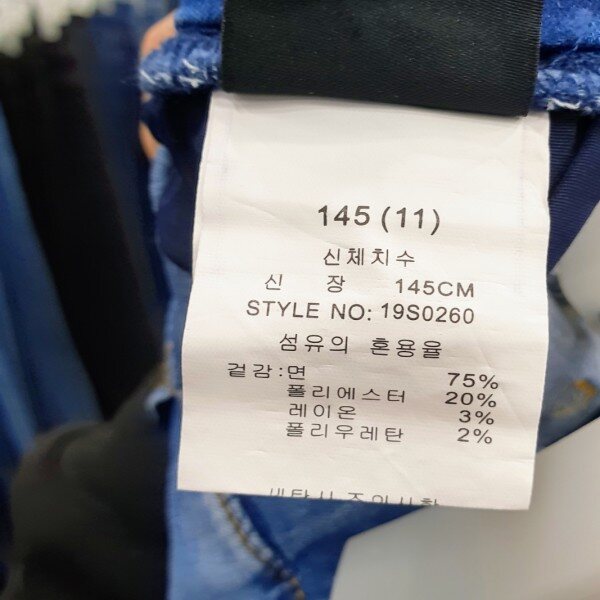 145 (11)
신체치수
신 장 145CM
STYLE NO: 19S0260
섬유의 혼용율
겉감:면 75%
폴리에스터 20%
레이온 3%
폴리우레탄 2%